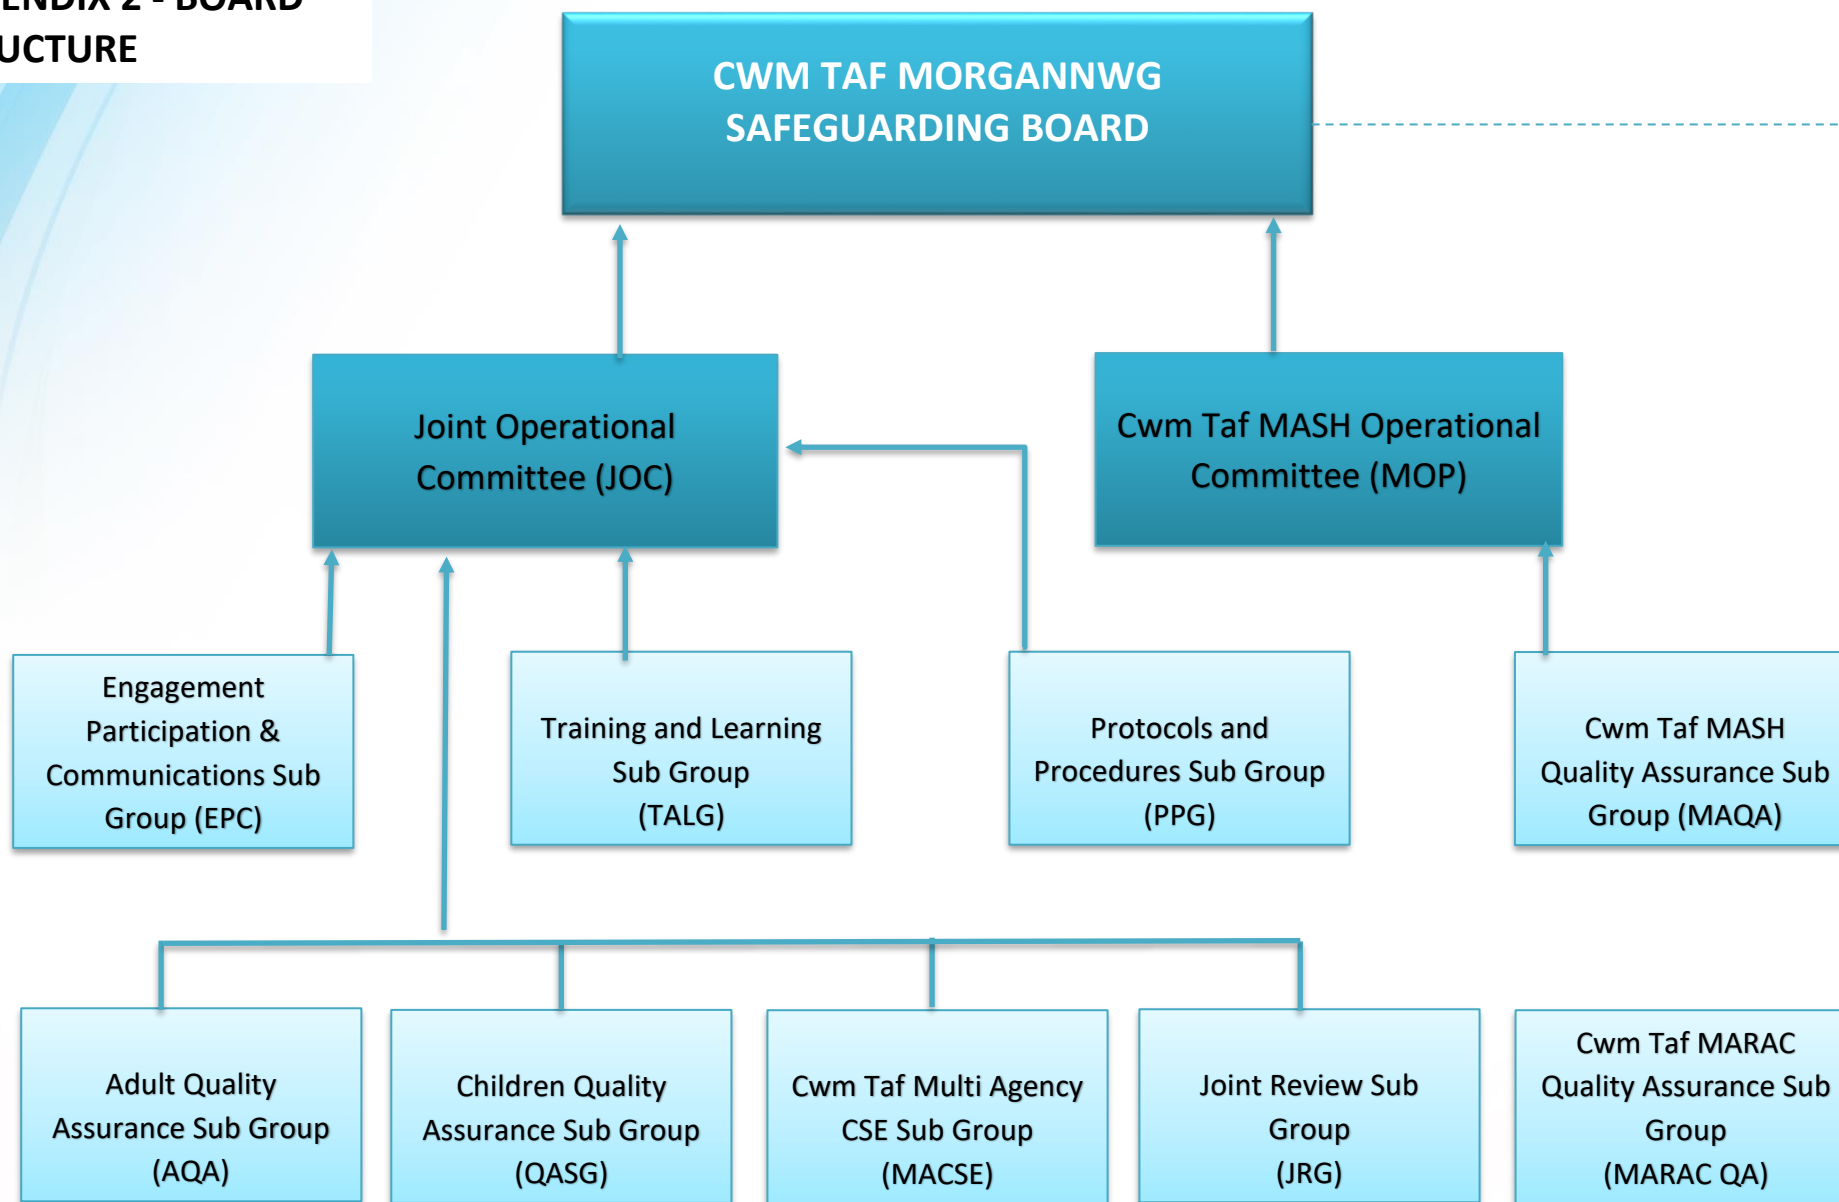 ENDIX 2 - BOARD
UCTURE
CWM TAF MORGANNWG
SAFEGUARDING BOARD
Joint Operational
Committee (JOC)
Cwm Taf MASH Operational
Committee (MOP)
Engagement
Participation &
Communications Sub
Group (EPC)
Training and Learning
Sub Group
(TALG)
Protocols and
Procedures Sub Group
(PPG)
Cwm Taf MASH
Quality Assurance Sub
Group (MAQA)
Adult Quality
Assurance Sub Group
(AQA)
Children Quality
Assurance Sub Group
(QASG)
Cwm Taf Multi Agency
CSE Sub Group
(MACSE)
Joint Review Sub
Group
(JRG)
Cwm Taf MARAC
Quality Assurance Sub
Group
(MARAC QA)